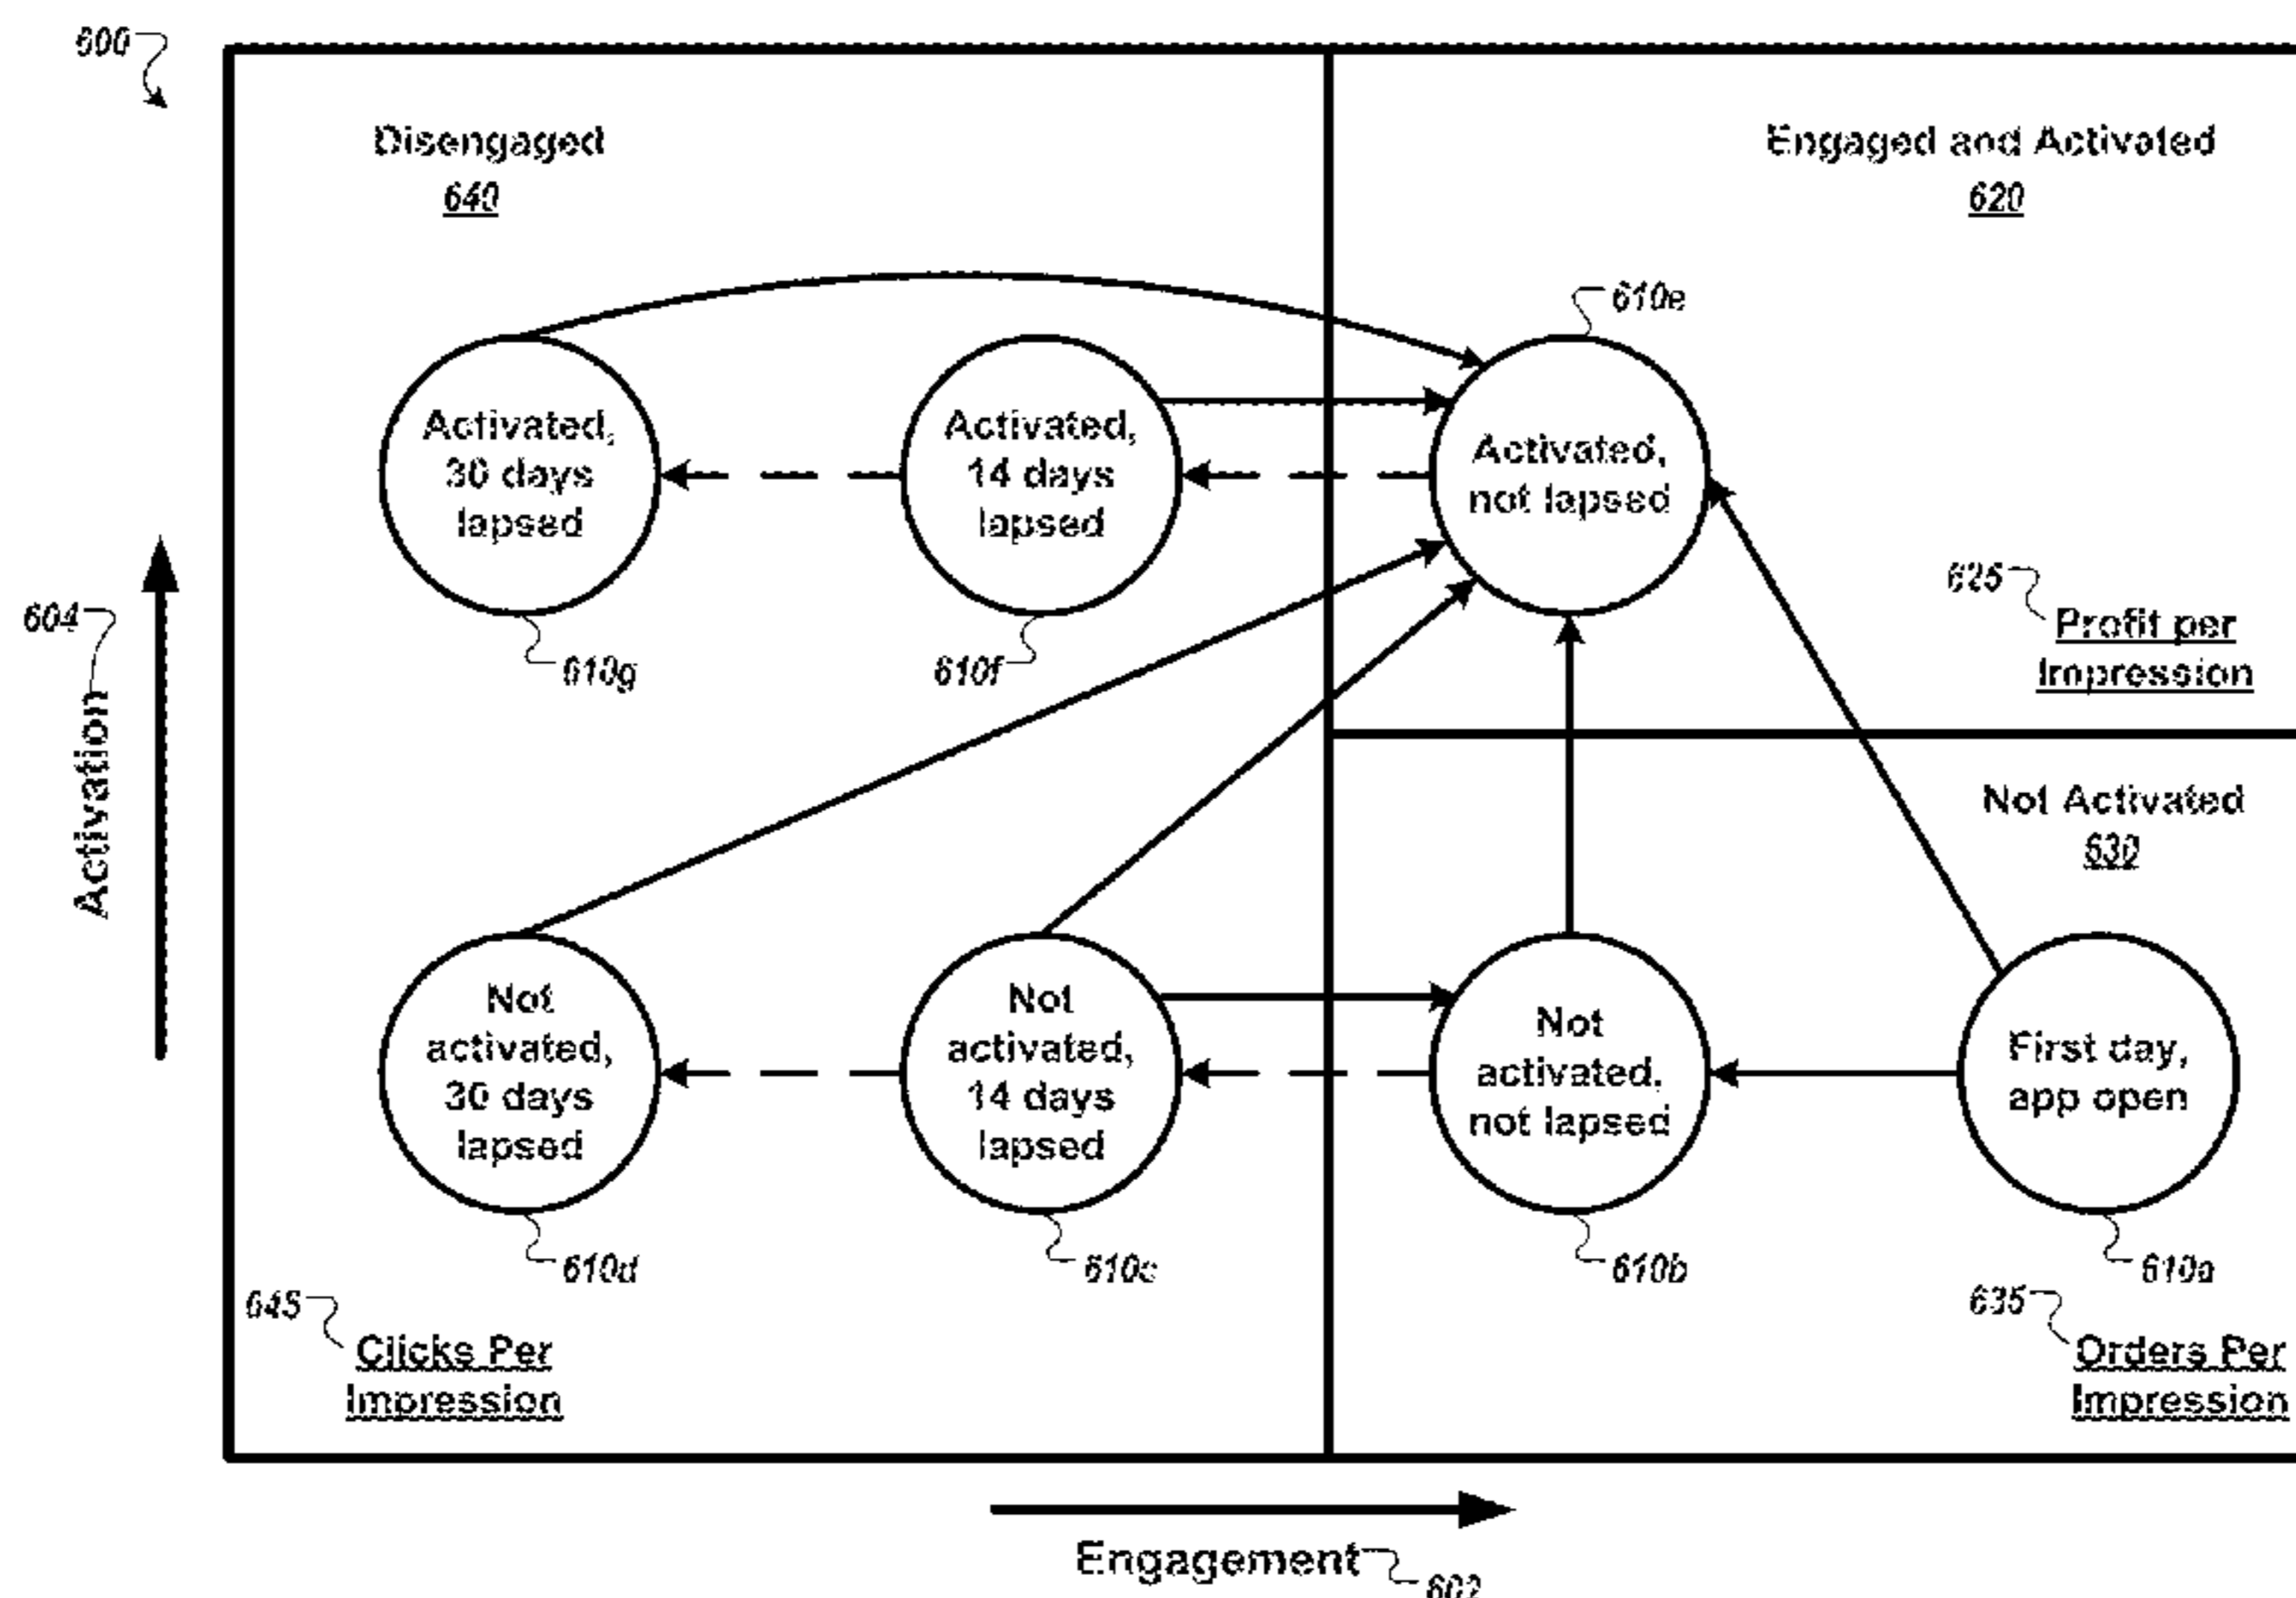 600
Disengaged
640
Engaged and Activated
620
610e
Activated,
30 days
lapsed
Activated,
14 days
lapsed
Activated,
not lapsed
610g
610f
625
Profit per
Impression
604
Activation
Not Activated
630
Not
activated,
30 days
lapsed
Not
activated,
14 days
lapsed
Not
activated,
not lapsed
First day,
app open
610d
610c
610b
610a
645
Clicks Per
Impression
635
Orders Per
Impression
Engagement
602